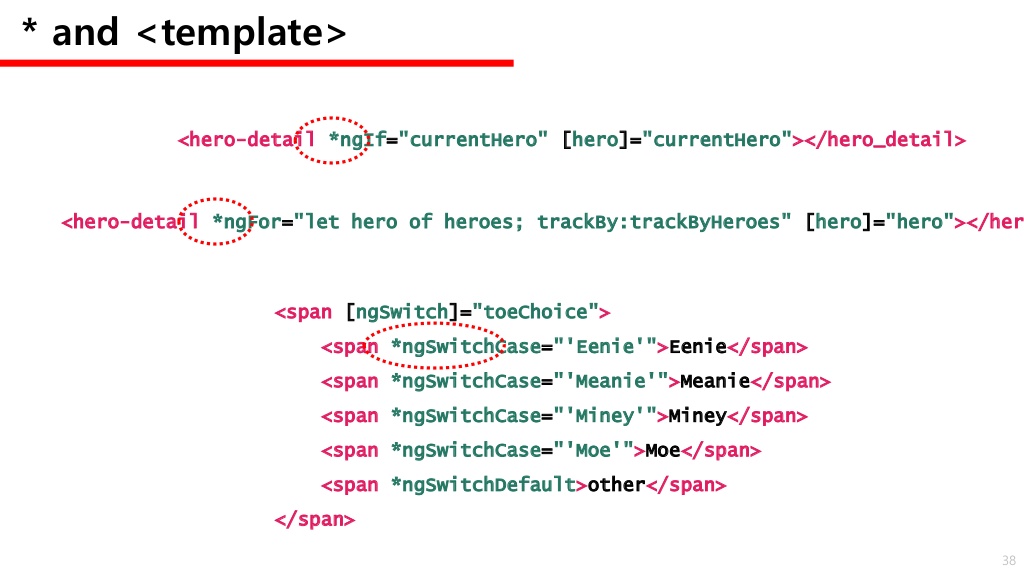 * and <template>
<hero-detail *ngIf="currentHero" [hero]="currentHero"></hero_detail>
<hero-detail *ngFor="let hero of heroes; trackBy:trackByHeroes" [hero]="hero"></her
<span [ngSwitch]="toeChoice">
<span *ngSwitchCase="'Eenie'">Eenie</span>
<span *ngSwitchCase="'Meanie'">Meanie</span>
<span *ngSwitchCase="'Miney'">Miney</span>
<span *ngSwitchCase="'Moe'">Moe</span>
<span *ngSwitchDefault>other</span>
</span>
38